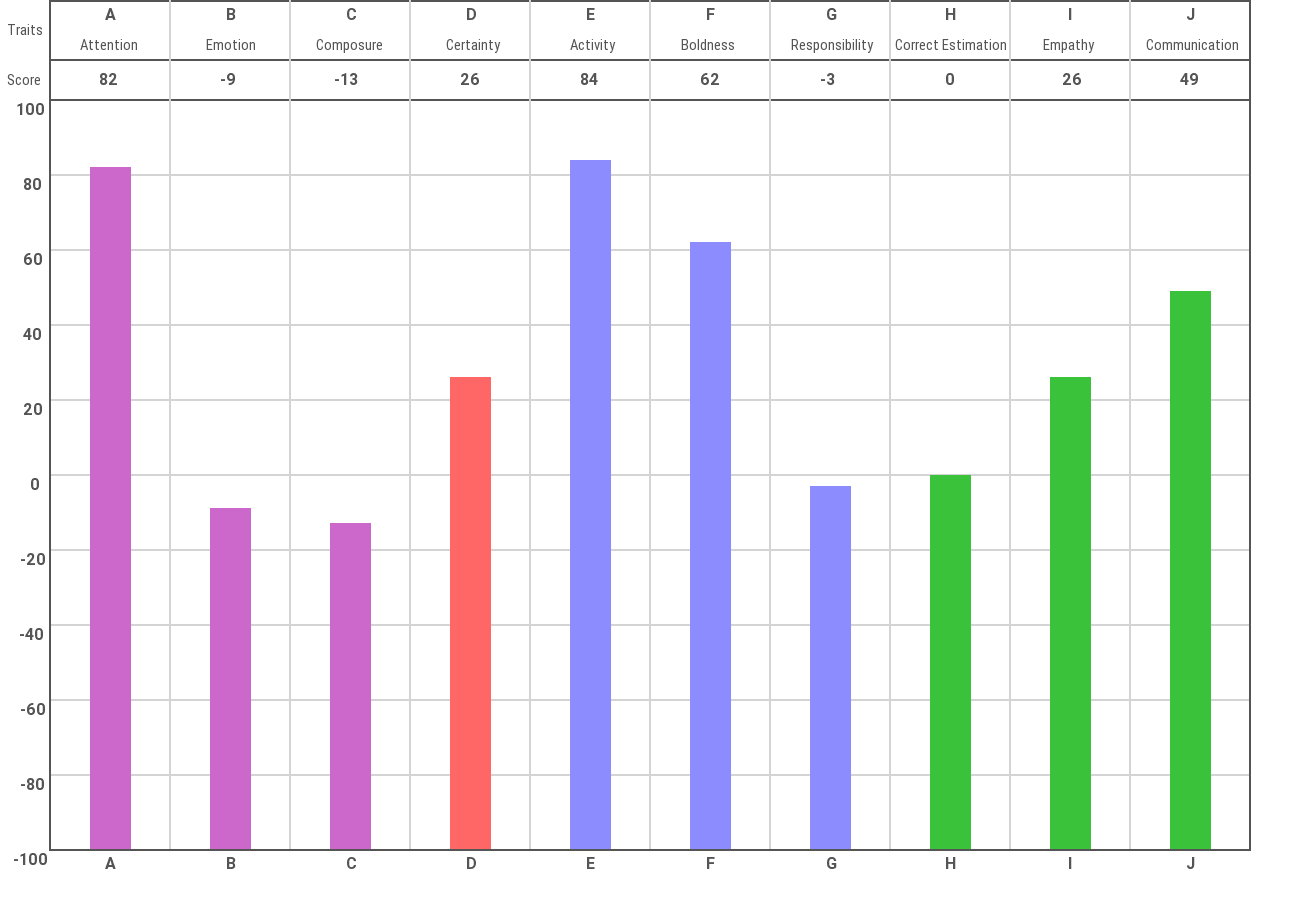 A B C D E F G H I J
Traits
Attention Emotion Composure Certainty Activity Boldness Responsibility Correct Estimation Empathy Communication
Score 82 -9 -13 26 84 62 -3 0 26 49
100
80
60
40
20
0
-20
-40
-60
-80
-100
A B C D E F G H I J